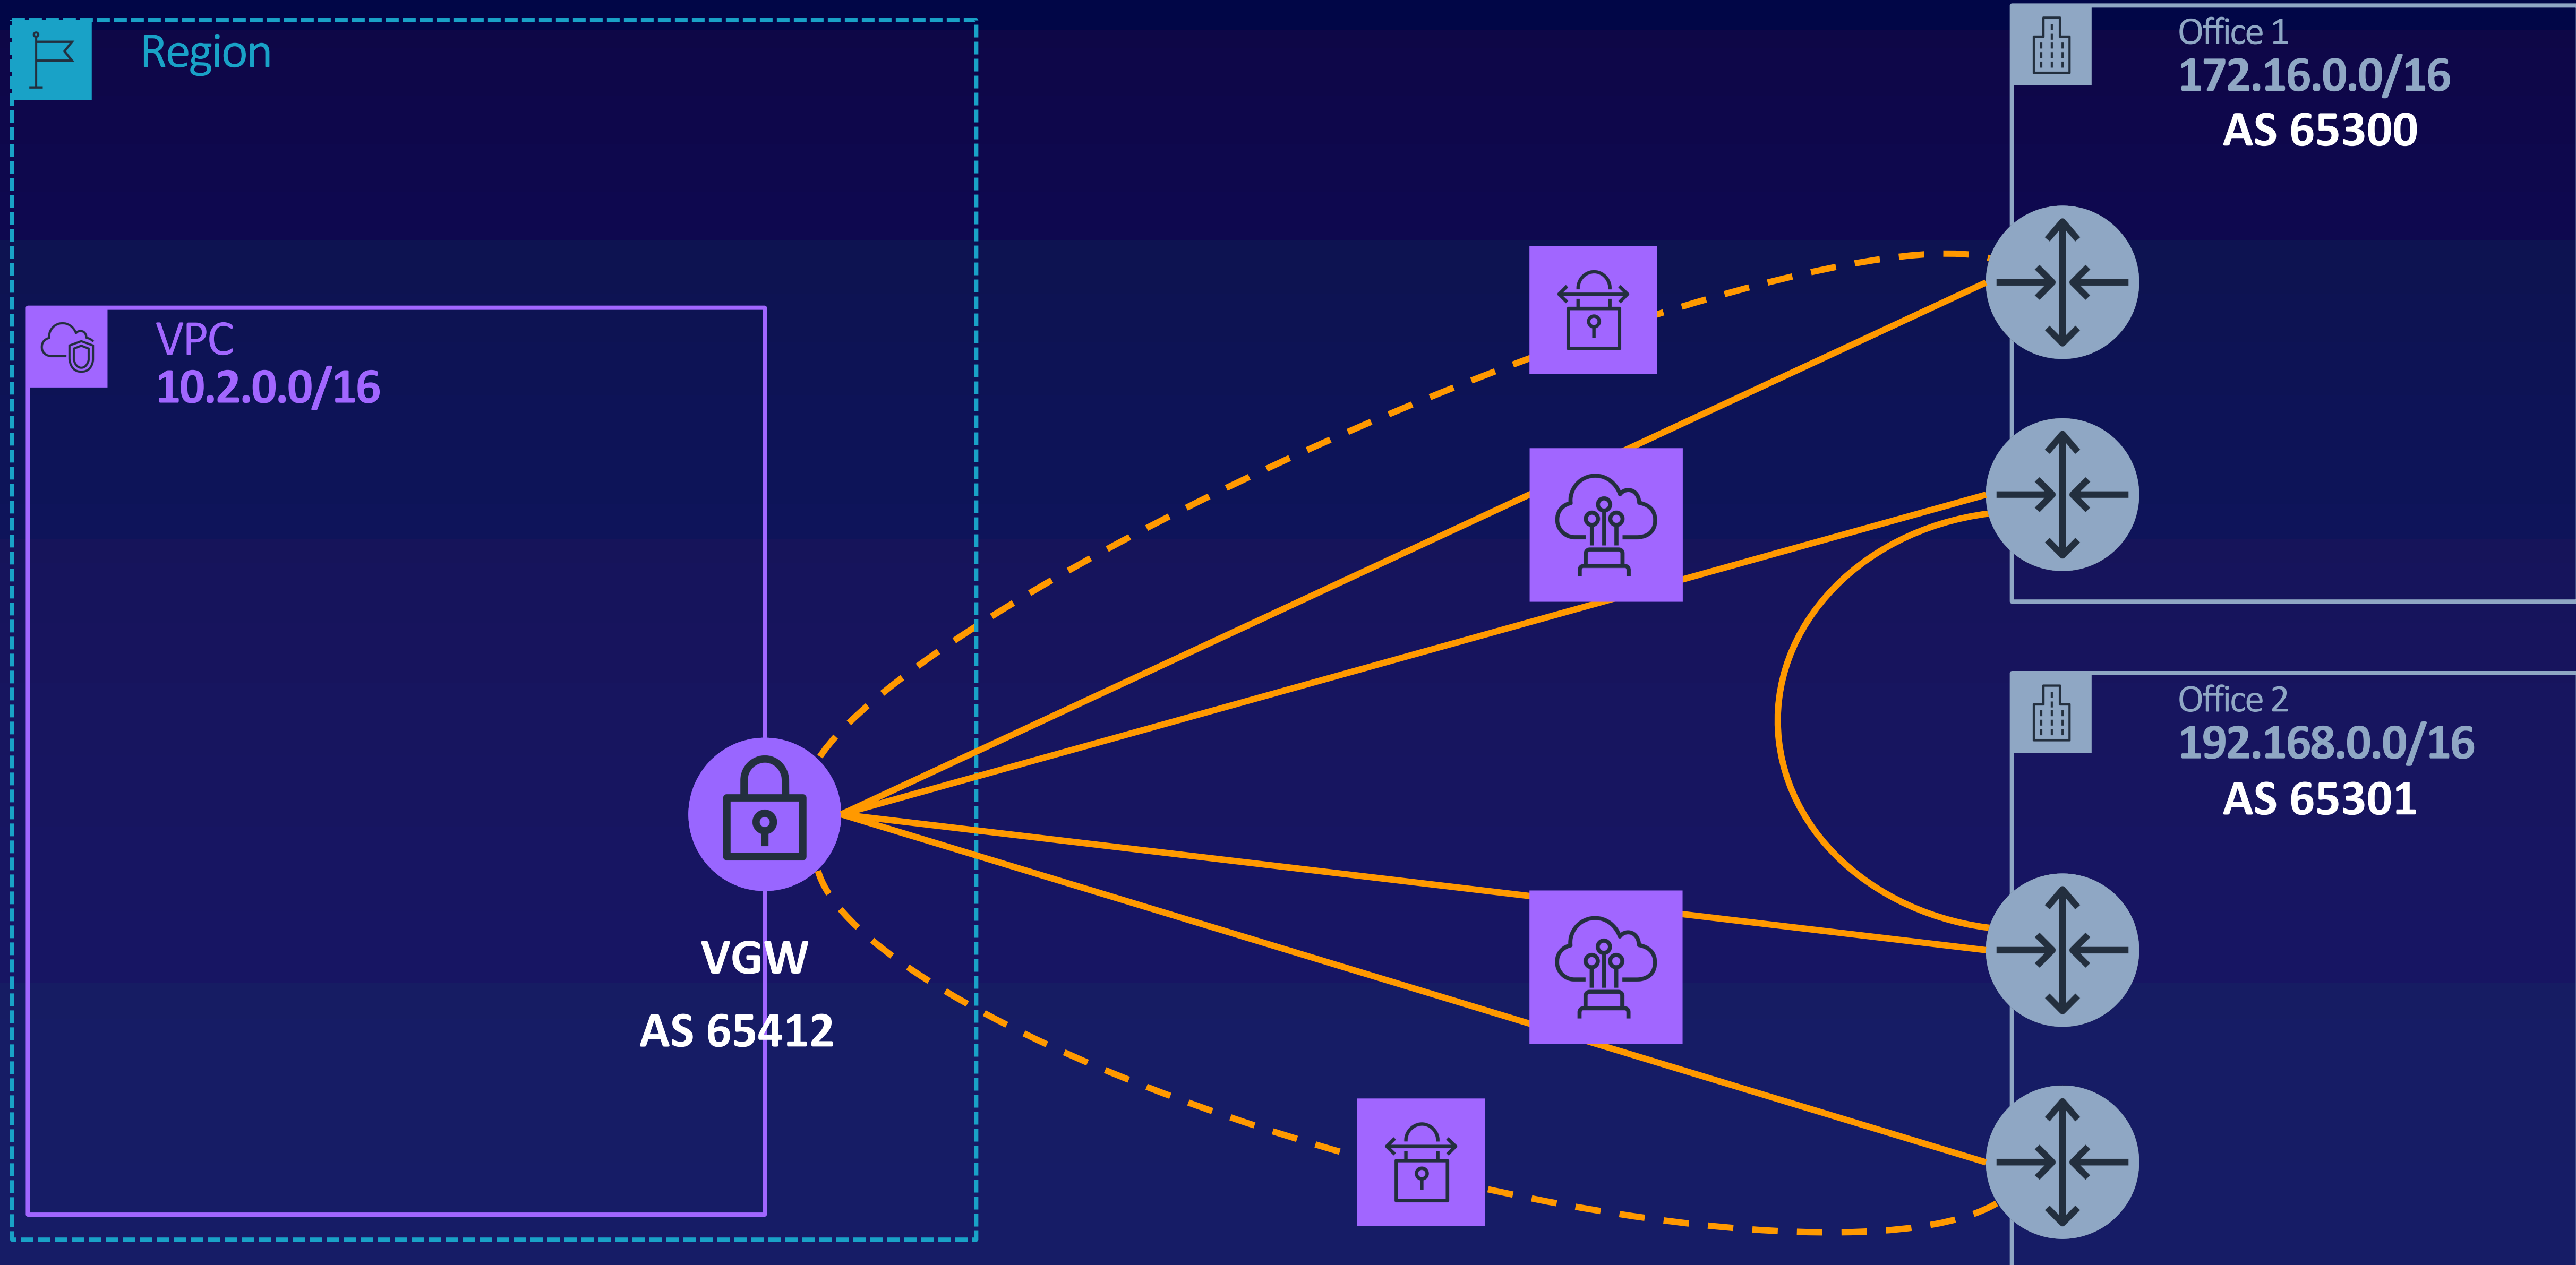 Region
VPC
10.2.0.0/16
VGW
AS 65412
Office 1
172.16.0.0/16
AS 65300
Office 2
192.168.0.0/16
AS 65301